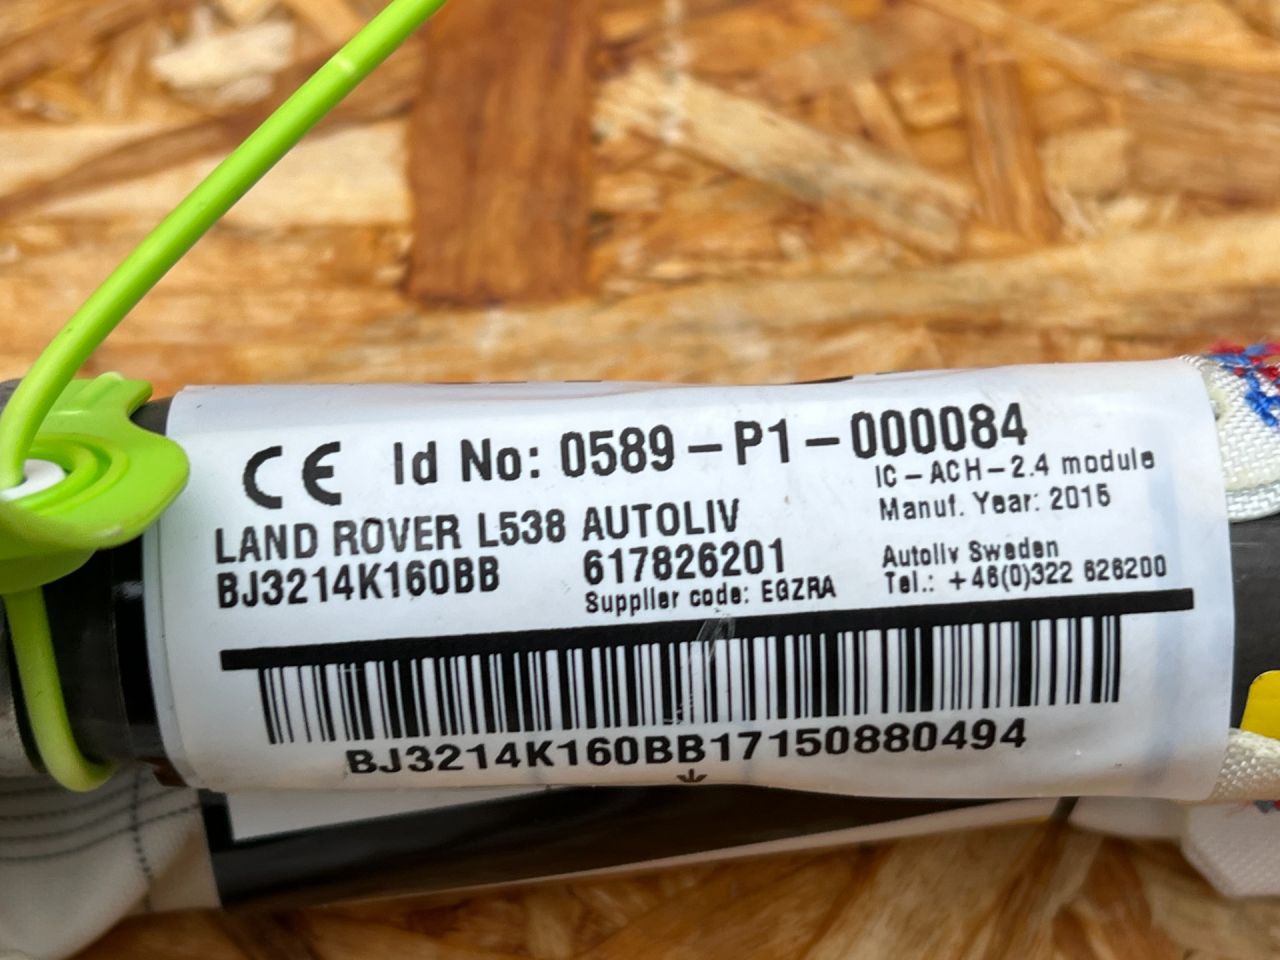 CE Id No: 0589-P1-000084
IC-ACH-2.4 module
Manuf. Year: 2015
LAND ROVER L538 AUTOLIV
BJ3214K160BB 617826201
Supplier code: EGZRA
Autoliv Sweden
Tel.: +46(0)322 626200
BJ3214K160BB17150880494